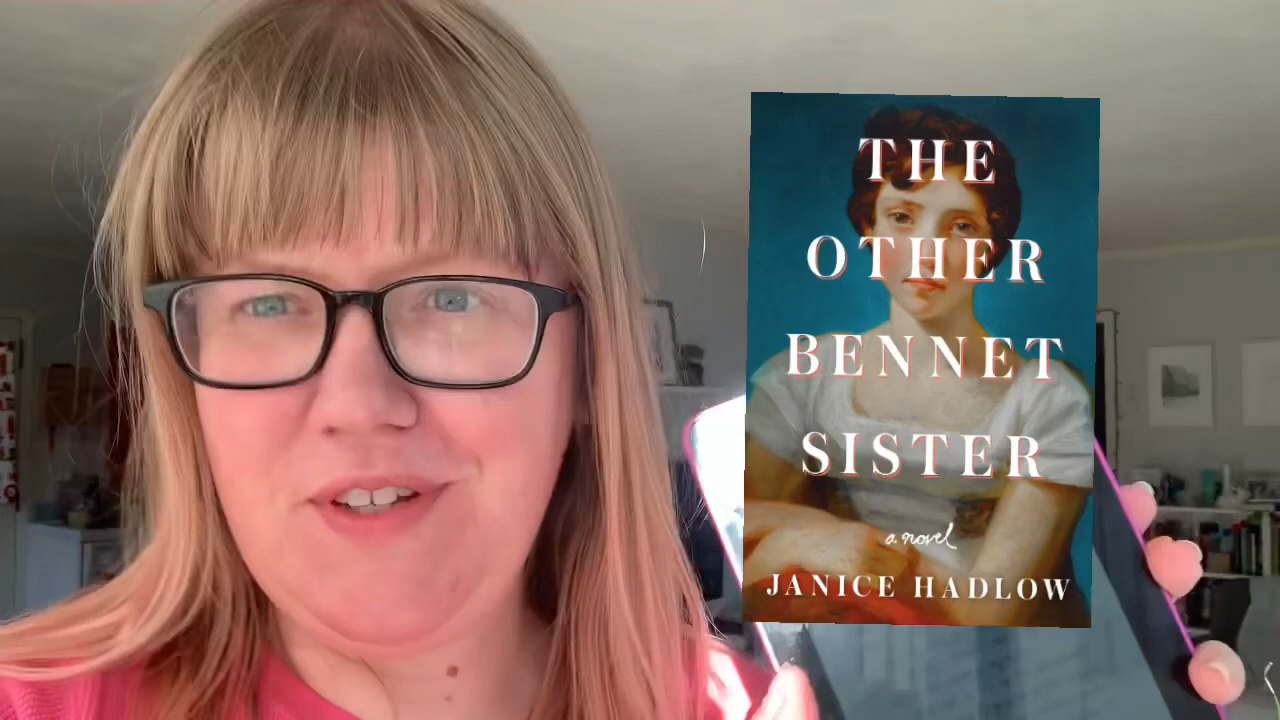 THE
OTHER
BENNET
SISTER
a novel
JANICE HADLOW